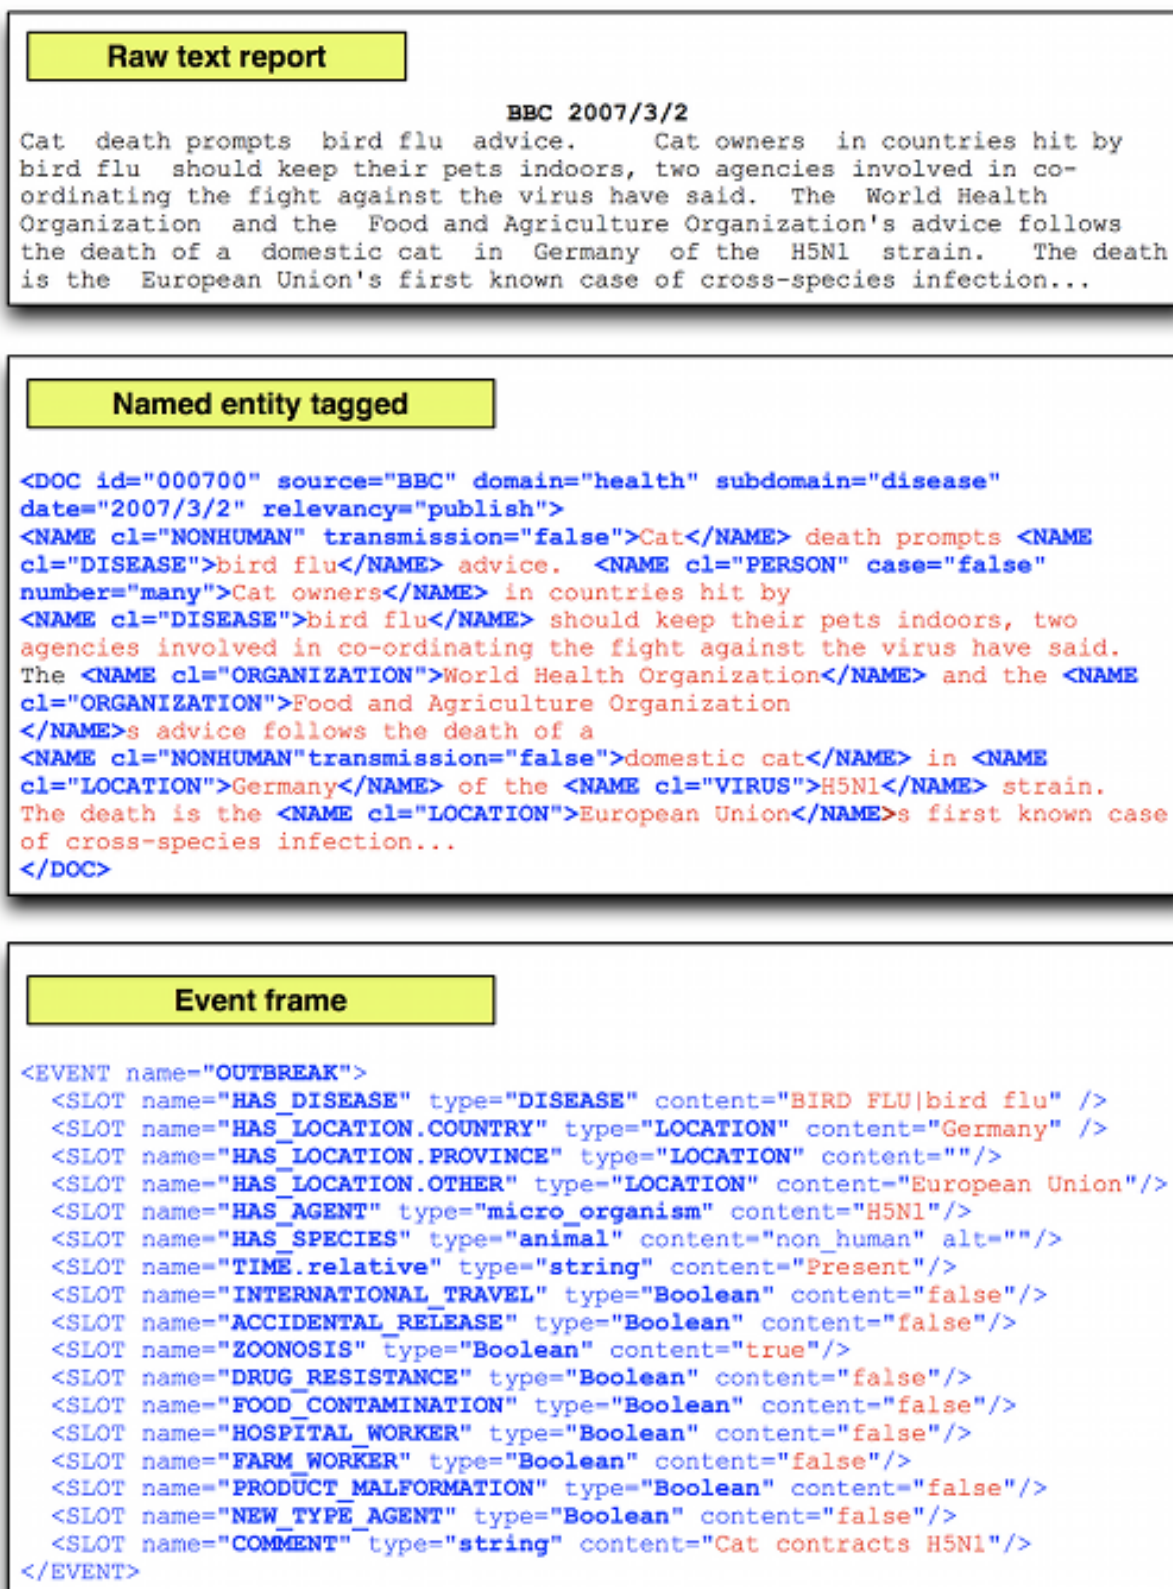 Raw text report
BBC 2007/3/2
Cat death prompts bird flu advice. Cat owners in countries hit by
bird flu should keep their pets indoors, two agencies involved in co-
ordinating the fight against the virus have said. The World Health
Organization and the Food and Agriculture Organization's advice follows
the death of a domestic cat in Germany of the H5N1 strain. The death
is the European Union's first known case of cross-species infection...
Named entity tagged
<DOC id="000700" source="BBC" domain="health" subdomain="disease"
date="2007/3/2" relevancy="publish">
<NAME cl="NONHUMAN" transmission="false">Cat</NAME> death prompts <NAME
cl="DISEASE">bird flu</NAME> advice. <NAME cl="PERSON" case="false"
number="many">Cat owners</NAME> in countries hit by
<NAME cl="DISEASE">bird flu</NAME> should keep their pets indoors, two
agencies involved in co-ordinating the fight against the virus have said.
The <NAME cl="ORGANIZATION">World Health Organization</NAME> and the <NAME
cl="ORGANIZATION">Food and Agriculture Organization
</NAME>s advice follows the death of a
<NAME cl="NONHUMAN"transmission="false">domestic cat</NAME> in <NAME
cl="LOCATION">Germany</NAME> of the <NAME cl="VIRUS">H5N1</NAME> strain.
The death is the <NAME cl="LOCATION">European Union</NAME>s first known case
of cross-species infection...
</DOC>
Event frame
<EVENT name="OUTBREAK">
<SLOT name="HAS_DISEASE" type="DISEASE" content="BIRD FLU|bird flu" />
<SLOT name="HAS_LOCATION.COUNTRY" type="LOCATION" content="Germany" />
<SLOT name="HAS_LOCATION.PROVINCE" type="LOCATION" content=""/>
<SLOT name="HAS_LOCATION.OTHER" type="LOCATION" content="European Union"/>
<SLOT name="HAS_AGENT" type="micro_organism" content="H5N1"/>
<SLOT name="HAS_SPECIES" type="animal" content="non_human" alt=""/>
<SLOT name="TIME.relative" type="string" content="Present"/>
<SLOT name="INTERNATIONAL_TRAVEL" type="Boolean" content="false"/>
<SLOT name="ACCIDENTAL_RELEASE" type="Boolean" content="false"/>
<SLOT name="ZOONOSIS" type="Boolean" content="true"/>
<SLOT name="DRUG_RESISTANCE" type="Boolean" content="false"/>
<SLOT name="FOOD_CONTAMINATION" type="Boolean" content="false"/>
<SLOT name="HOSPITAL_WORKER" type="Boolean" content="false"/>
<SLOT name="FARM_WORKER" type="Boolean" content="false"/>
<SLOT name="PRODUCT_MALFORMATION" type="Boolean" content="false"/>
<SLOT name="NEW_TYPE_AGENT" type="Boolean" content="false"/>
<SLOT name="COMMENT" type="string" content="Cat contracts H5N1"/>
</EVENT>